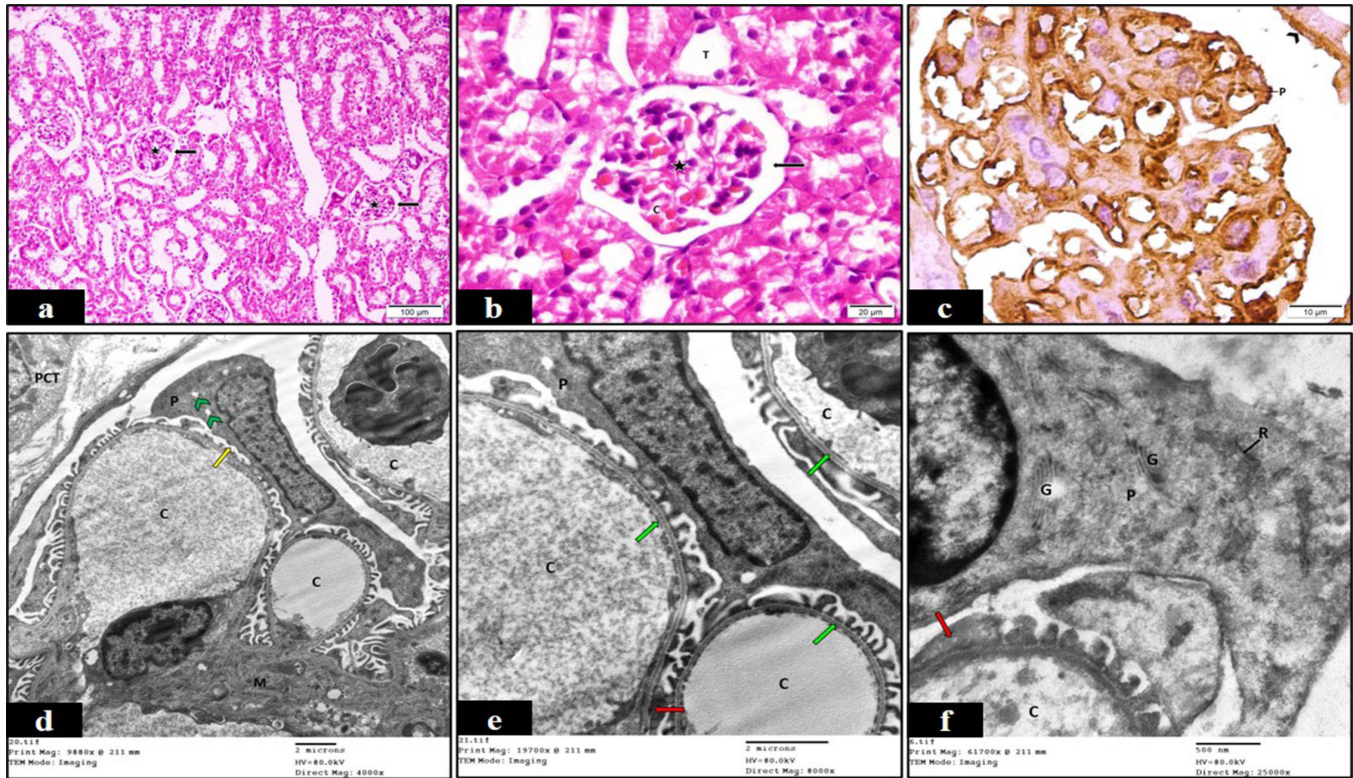 a
100 µm
T
C
b
20 µm
P
c
10 µm
PCT
P
C
C
C
M
d
20.tif
Print Mag: 9880x @ 211 mm
TEM Mode: Imaging
2 microns
HV=80.0kV
Direct Mag: 4000x
P
C
C
C
e
21.tif
Print Mag: 19700x @ 211 mm
TEM Mode: Imaging
2 microns
HV=80.0kV
Direct Mag: 8000x
R
G
G
P
C
f
6.tif
Print Mag: 61700x @ 211 mm
TEM Mode: Imaging
500 nm
HV=80.0kV
Direct Mag: 25000x